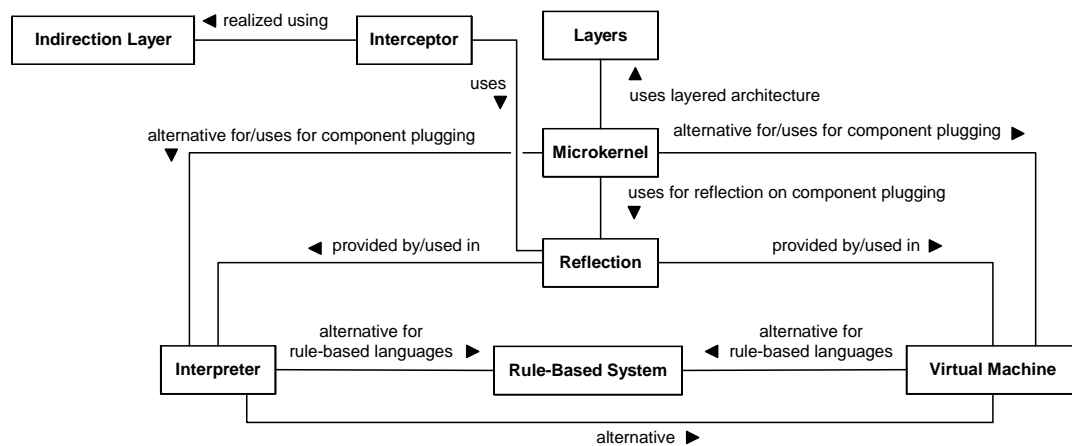 realized using
Indirection Layer
Interceptor
Layers
uses
uses layered architecture
alternative for/uses for component plugging
alternative for/uses for component plugging
Microkernel
uses for reflection on component plugging
provided by/used in
provided by/used in
Reflection
alternative for
rule-based languages
alternative for
rule-based languages
Interpreter
Rule-Based System
Virtual Machine
alternative